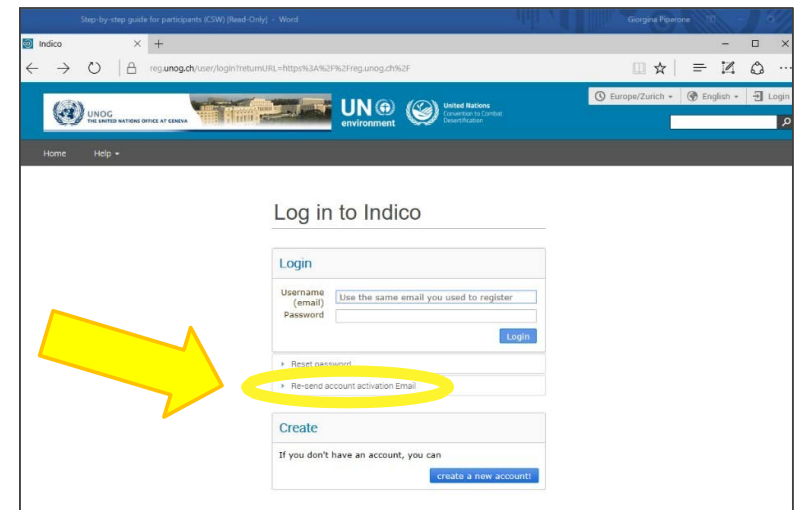 Step-by-step guide for participants (CSW) [Read-Only] - Word
Indico
reg.unog.ch/user/login?returnURL=https%3A%2F%2Freg.unog.ch%2F
UNOG
THE UNITED NATIONS OFFICE AT GENEVA
UN
environment
United Nations
Convention to Combat
Desertification
Europe/Zurich
English
Login
Home
Help
Log in to Indico
Login
Username
(email)
Use the same email you used to register
Password
Login
Reset password
Re-send account activation Email
Create
If you don't have an account, you can
create a new account!